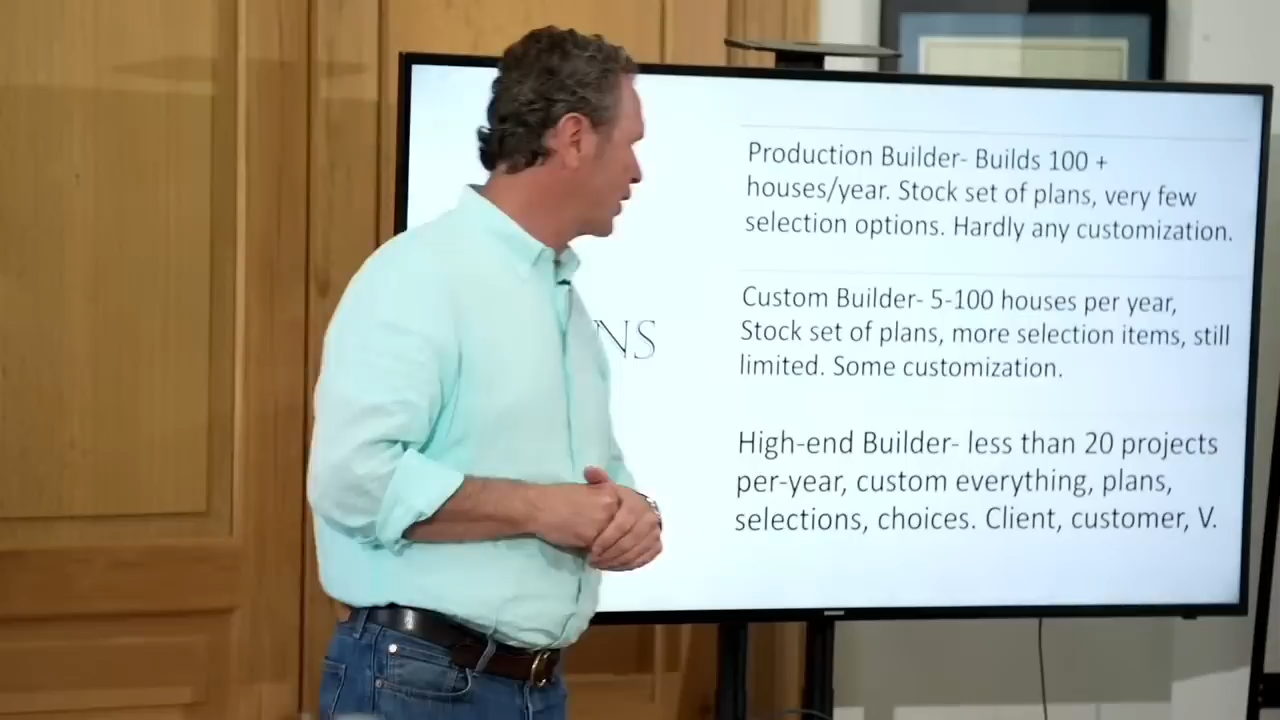 Production Builder- Builds 100 +
houses/year. Stock set of plans, very few
selection options. Hardly any customization.
Custom Builder- 5-100 houses per year,
Stock set of plans, more selection items, still
limited. Some customization.
High-end Builder- less than 20 projects
per-year, custom everything, plans,
selections, choices. Client, customer, V.